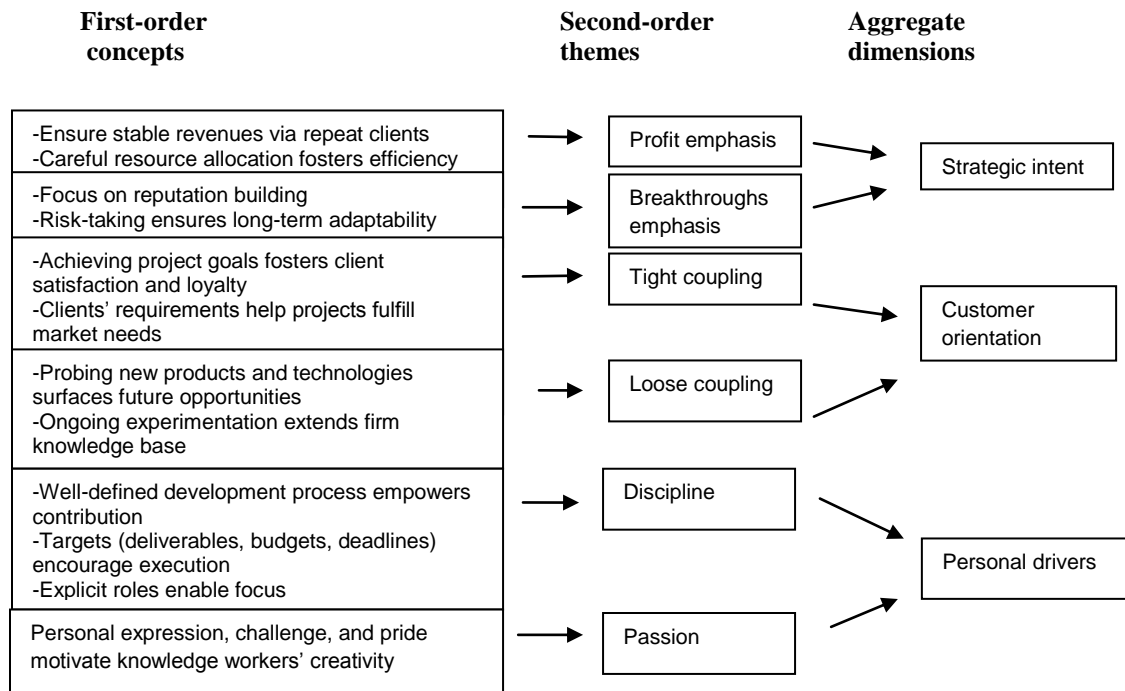 First-order
concepts
Second-order
themes
Aggregate
dimensions
-Ensure stable revenues via repeat clients
-Careful resource allocation fosters efficiency
Profit emphasis
Strategic intent
-Focus on reputation building
-Risk-taking ensures long-term adaptability
Breakthroughs
emphasis
-Achieving project goals fosters client
satisfaction and loyalty
-Clients’ requirements help projects fulfill
market needs
Tight coupling
Customer
orientation
-Probing new products and technologies
surfaces future opportunities
-Ongoing experimentation extends firm
knowledge base
Loose coupling
-Well-defined development process empowers
contribution
-Targets (deliverables, budgets, deadlines)
encourage execution
-Explicit roles enable focus
Discipline
Personal drivers
Personal expression, challenge, and pride
motivate knowledge workers’ creativity
Passion